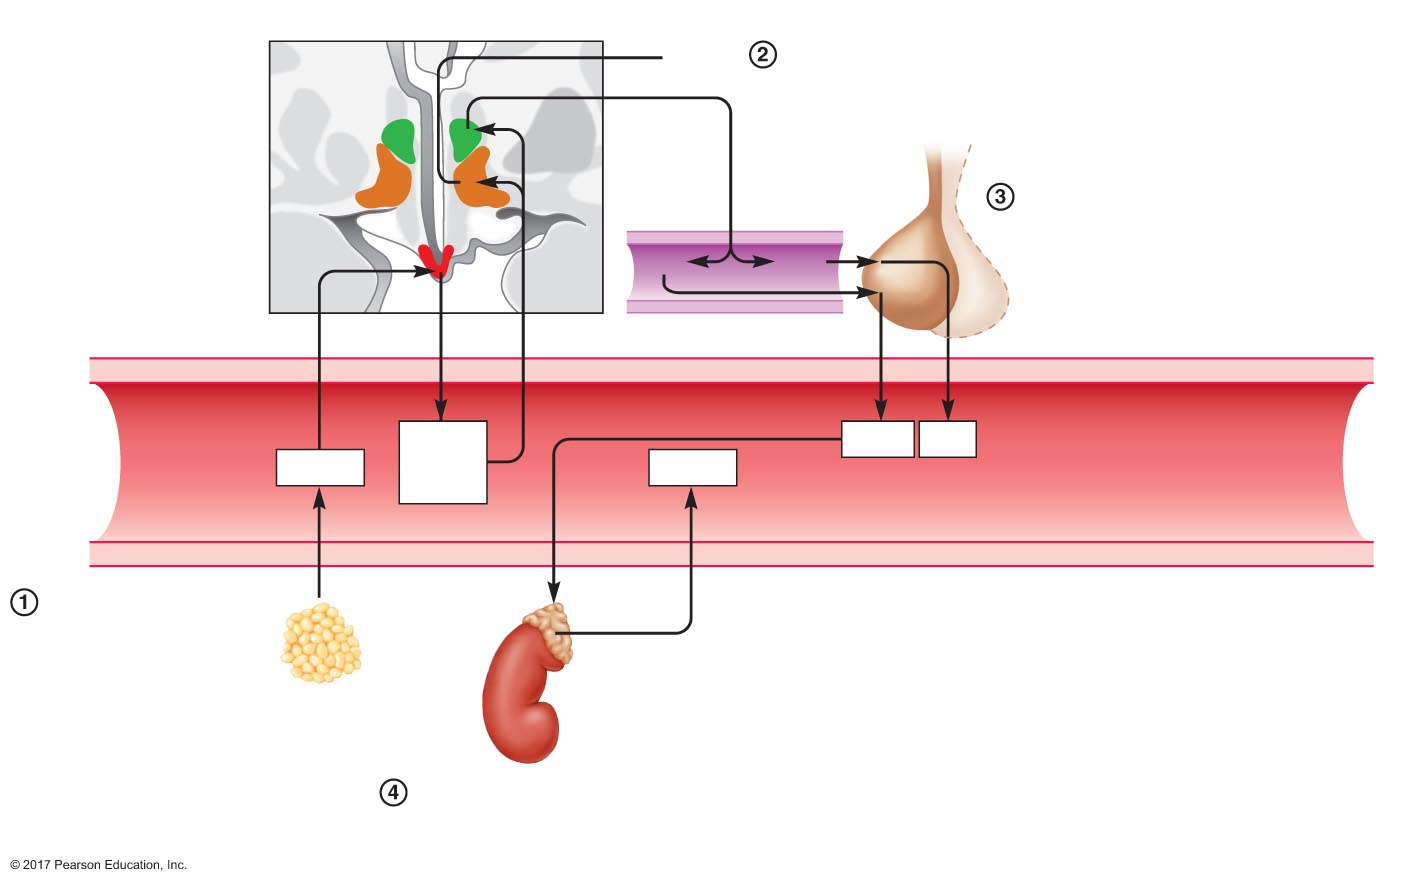 ②
③
①
④
© 2017 Pearson Education, Inc.